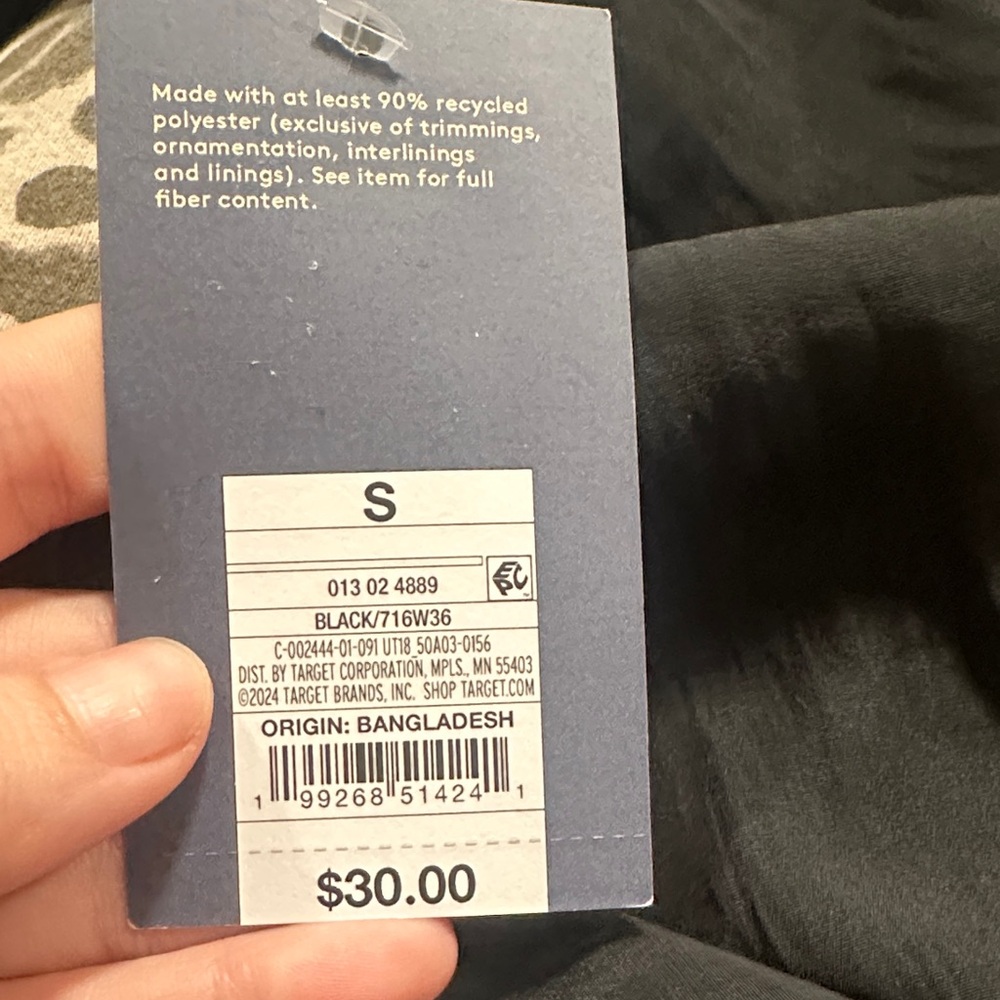 Made with at least 90% recycled
polyester (exclusive of trimmings,
ornamentation, interlinings
and linings). See item for full
fiber content.
S
EPC
013 02 4889
BLACK/716W36
C-002444-01-091 UT18_50A03-0156
DIST. BY TARGET CORPORATION, MPLS., MN 55403
©2024 TARGET BRANDS, INC. SHOP TARGET.COM
ORIGIN: BANGLADESH
1 99268 51424 1
$30.00